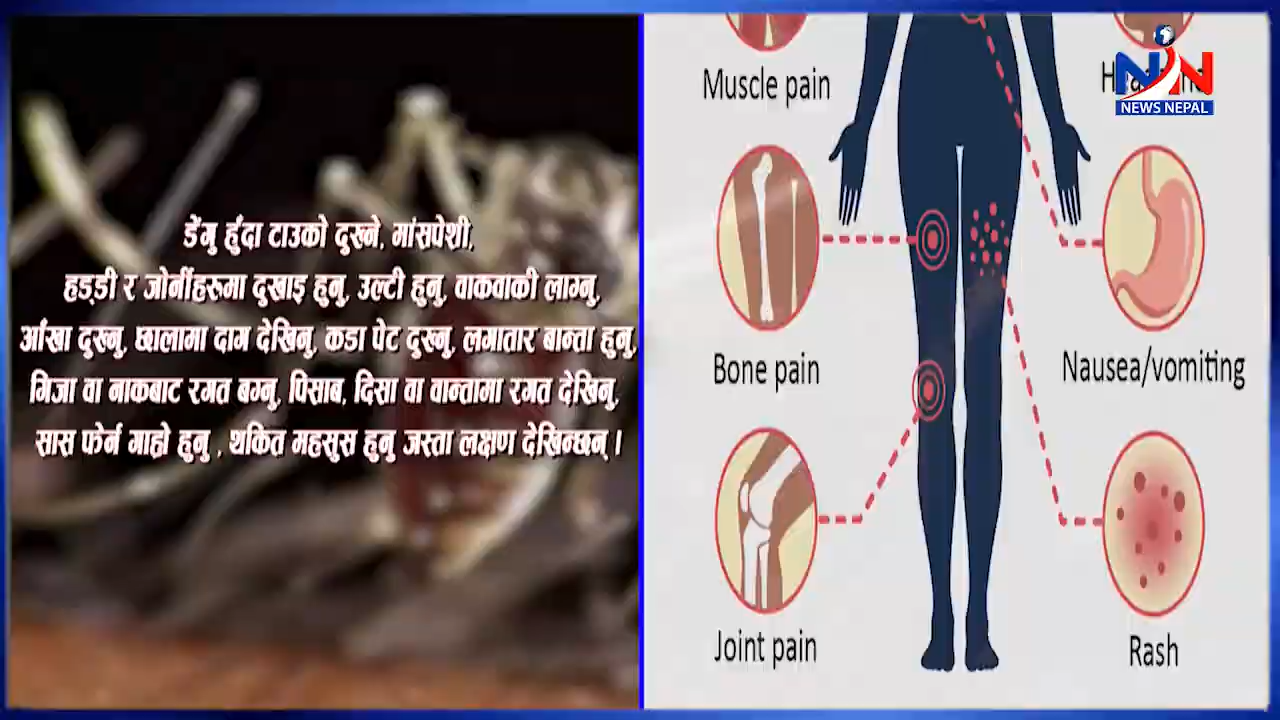 डेंगु हुँदा टाउको दुख्ने, मांसपेशी,
हड्डी र जोर्नीहरुमा दुखाइ हुनु, उल्टी हुनु, वाकवाकी लाग्नु,
आँखा दुख्नु, छालामा दाग देखिनु, कडा पेट दुख्नु, लगातार बान्ता हुनु,
गिजा वा नाकबाट रगत बग्नु, पिसाब, दिसा वा वान्तामा रगत देखिनु,
सास फेर्न गाह्रो हुनु , थकित महसुस हुनु जस्ता लक्षण देखिन्छन् ।
Muscle pain
NEWS NEPAL
Bone pain
Nausea/vomiting
Joint pain
Rash